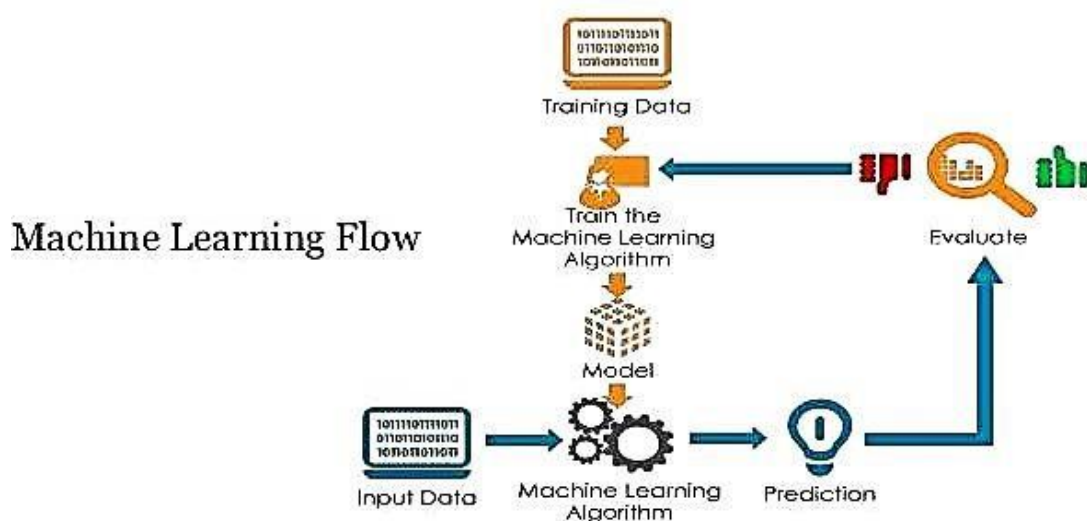 Training Data
Machine Learning Flow
Train the
Machine Learning
Algorithm
Evaluate
Model
Input Data
Machine Learning
Algorithm
Prediction